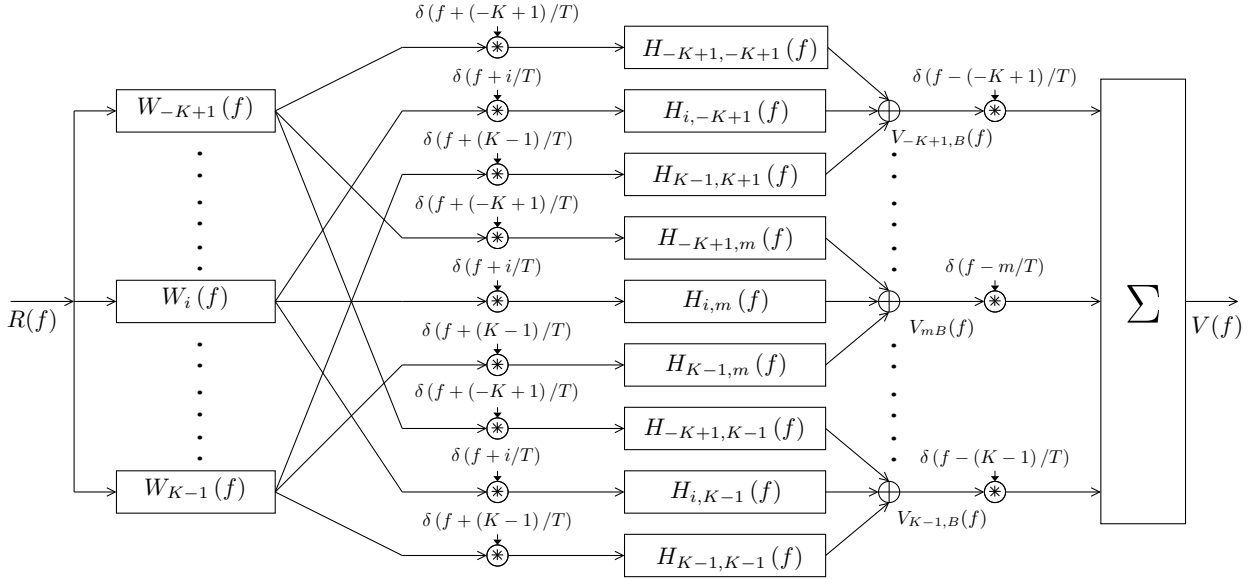 δ(f+(-K+1)/T)
H_{-K+1,-K+1}(f)
W_{-K+1}(f)
δ(f+i/T)
H_{i,-K+1}(f)
δ(f-(-K+1)/T)
V_{-K+1,B}(f)
δ(f+(K-1)/T)
H_{K-1,K+1}(f)
δ(f+(-K+1)/T)
H_{-K+1,m}(f)
R(f)
W_i(f)
δ(f+i/T)
H_{i,m}(f)
δ(f-m/T)
V_{mB}(f)
∑
V(f)
δ(f+(K-1)/T)
H_{K-1,m}(f)
δ(f+(-K+1)/T)
H_{-K+1,K-1}(f)
W_{K-1}(f)
δ(f+i/T)
H_{i,K-1}(f)
δ(f-(K-1)/T)
V_{K-1,B}(f)
δ(f+(K-1)/T)
H_{K-1,K-1}(f)